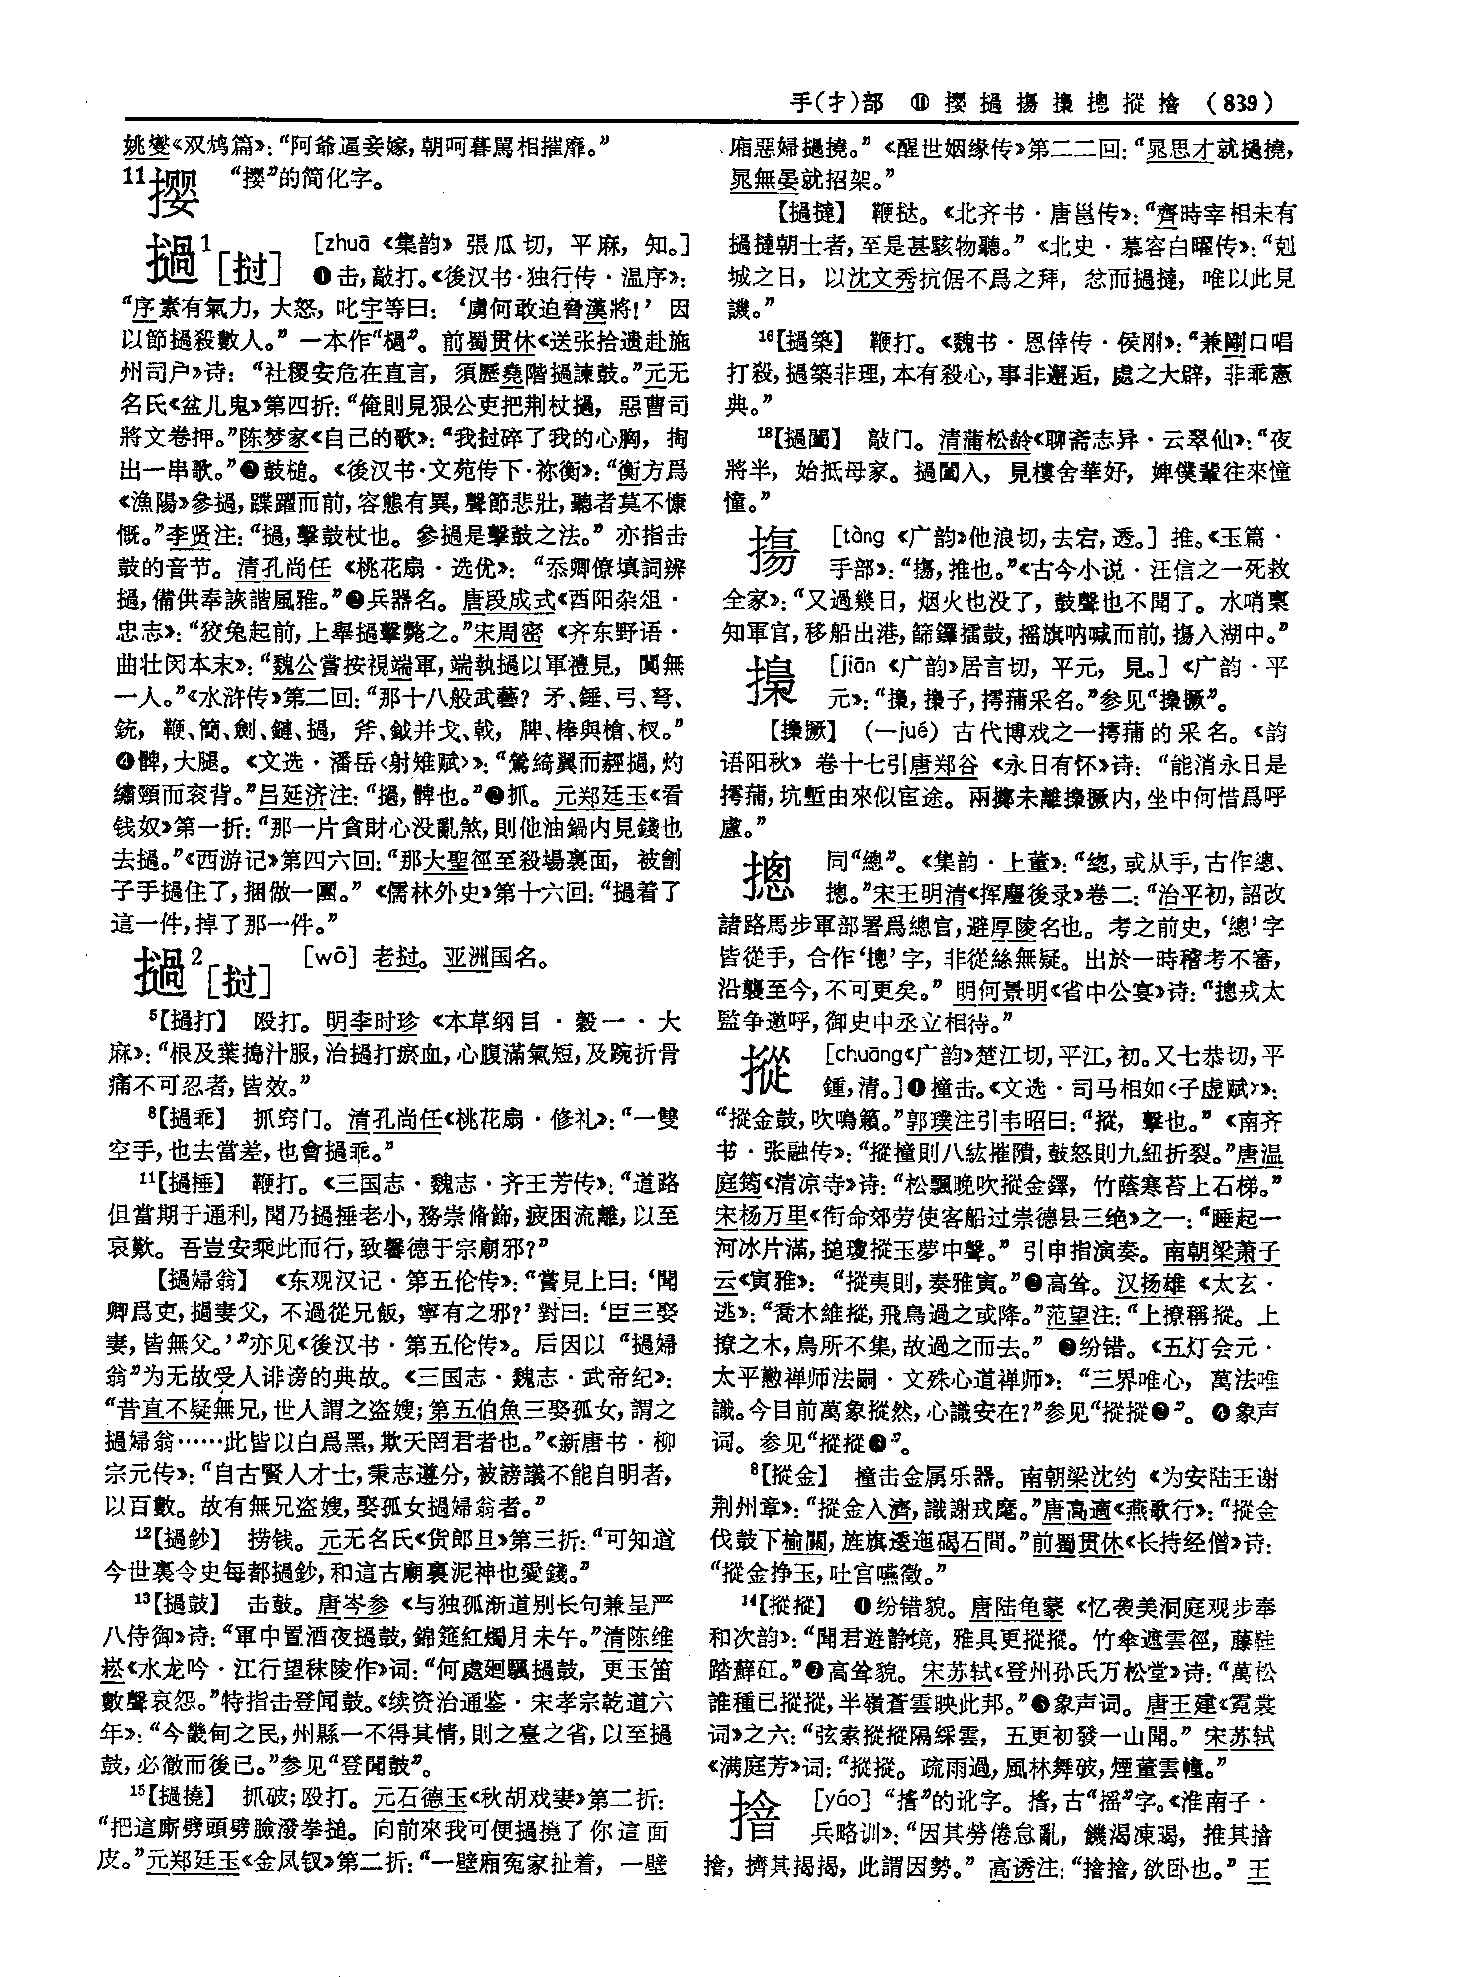 手(扌)部 ⑪ 撄 撾 摥 㩃 摠 摐 㨱 (839)
姚燮《双鸩篇》：“阿爺逼妾嫁，朝呵暮駡相摧靡。”
11撄 “攖”的简化字。
撾¹[挝] [zhuā《集韵》張瓜切，平麻，知。]
❶击，敲打。《後汉书·独行传·温序》：
“序素有氣力，大怒，叱宇等曰：‘虜何敢迫脅漢將！’因
以節撾殺數人。”一本作“檛”。前蜀贯休《送张拾遗赴施
州司户》诗：“社稷安危在直言，須歷堯階撾諫鼓。”元无
名氏《盆儿鬼》第四折：“俺則見狠公吏把荆杖撾，惡曹司
將文卷押。”陈梦家《自己的歌》：“我挝碎了我的心胸，掏
出一串歌。”❷鼓槌。《後汉书·文苑传下·祢衡》：“衡方爲
《漁陽》參撾，蹀躍而前，容態有異，聲節悲壯，聽者莫不慷
慨。”李贤注：“撾，擊鼓杖也。參撾是擊鼓之法。”亦指击
鼓的音节。清孔尚任《桃花扇·选优》：“忝卿僚填詞辨
撾，備供奉詼諧風雅。”❸兵器名。唐段成式《酉阳杂俎·
忠志》：“狡兔起前，上舉撾擊斃之。”宋周密《齐东野语·
曲壮闵本末》：“魏公嘗按視端軍，端執撾以軍禮見，闃無
一人。”《水浒传》第二回：“那十八般武藝？矛、錘、弓、弩、
銃，鞭、簡、劍、鏈、撾，斧、鉞并戈、戟，牌、棒與槍、杈。”
❹髀，大腿。《文选·潘岳〈射雉赋〉》：“鶯綺翼而經撾，灼
繡頸而衮背。”吕延济注：“撾，髀也。”❺抓。元郑廷玉《看
钱奴》第一折：“那一片貪財心没亂煞，則他油鍋内見錢也
去撾。”《西游记》第四六回：“那大聖徑至殺場裏面，被劊
子手撾住了，捆做一團。”《儒林外史》第十六回：“撾着了
這一件，掉了那一件。”
撾²[挝] [wō] 老挝。亚洲国名。
⁵【撾打】 殴打。明李时珍《本草纲目·穀一·大
麻》：“根及葉搗汁服，治撾打瘀血，心腹滿氣短，及踠折骨
痛不可忍者，皆效。”
⁸【撾乖】 抓窍门。清孔尚任《桃花扇·修礼》：“一雙
空手，也去當差，也會撾乖。”
¹¹【撾捶】 鞭打。《三国志·魏志·齐王芳传》：“道路
但當期于通利，聞乃撾捶老小，務崇脩飾，疲困流離，以至
哀歎。吾豈安乘此而行，致馨德于宗廟邪？”
【撾婦翁】 《东观汉记·第五伦传》：“嘗見上曰：‘聞
卿爲吏，撾妻父，不過從兄飯，寧有之邪？’對曰：‘臣三娶
妻，皆無父。’”亦见《後汉书·第五伦传》。后因以“撾婦
翁”为无故受人诽谤的典故。《三国志·魏志·武帝纪》：
“昔直不疑無兄，世人謂之盗嫂；第五伯魚三娶孤女，謂之
撾婦翁……此皆以白爲黑，欺天罔君者也。”《新唐书·柳
宗元传》：“自古賢人才士，秉志遵分，被謗議不能自明者，
以百數。故有無兄盗嫂，娶孤女撾婦翁者。”
¹²【撾鈔】 捞钱。元无名氏《货郎旦》第三折：“可知道
今世裏令史每都撾鈔，和這古廟裏泥神也愛錢。”
¹³【撾鼓】 击鼓。唐岑参《与独孤渐道别长句兼呈严
八侍御》诗：“軍中置酒夜撾鼓，錦筵紅燭月未午。”清陈维
崧《水龙吟·江行望秣陵作》词：“何處廻颿撾鼓，更玉笛
數聲哀怨。”特指击登闻鼓。《续资治通鉴·宋孝宗乾道六
年》：“今畿甸之民，州縣一不得其情，則之臺之省，以至撾
鼓，必徹而後已。”参见“登聞鼓”。
¹⁵【撾撓】 抓破；殴打。元石德玉《秋胡戏妻》第二折：
“把這廝劈頭劈臉潑拳搥。向前來我可便撾撓了你這面
皮。”元郑廷玉《金凤钗》第二折：“一壁廂冤家扯着，一壁
廂惡婦撾撓。”《醒世姻缘传》第二二回：“晁思才就撾撓，
晁無晏就招架。”
【撾撻】 鞭挞。《北齐书·唐邕传》：“齊時宰相未有
撾撻朝士者，至是甚駭物聽。”《北史·慕容白曜传》：“剋
城之日，以沈文秀抗倨不爲之拜，忿而撾撻，唯以此見
譏。”
¹⁶【撾築】 鞭打。《魏书·恩倖传·侯刚》：“兼剛口唱
打殺，撾築非理，本有殺心，事非邂逅，處之大辟，非乖憲
典。”
¹⁸【撾闔】 敲门。清蒲松龄《聊斋志异·云翠仙》：“夜
將半，始抵母家。撾闔入，見樓舍華好，婢僕輩往來憧
憧。”
摥 [tàng《广韵》他浪切，去宕，透。] 推。《玉篇·
手部》：“摥，推也。”《古今小说·汪信之一死救
全家》：“又過幾日，烟火也没了，鼓聲也不聞了。水哨禀
知軍官，移船出港，篩鑼擂鼓，摇旗呐喊而前，摥入湖中。”
㩃 [jiān《广韵》居言切，平元，見。]《广韵·平
元》：“㩃，㩃子，摴蒲采名。”参见“㩃撅”。
【㩃撅】 (—jué) 古代博戏之一摴蒲的采名。《韵
语阳秋》卷十七引唐郑谷《永日有怀》诗：“能消永日是
摴蒲，坑塹由來似宦途。兩擲未離㩃撅内，坐中何惜爲呼
盧。”
摠 同“總”。《集韵·上董》：“緫，或从手，古作總、
摠。”宋王明清《挥麈後录》卷二：“治平初，詔改
諸路馬步軍部署爲總官，避厚陵名也。考之前史，‘總’字
皆從手，合作‘摠’字，非從絲無疑。出於一時稽考不審，
沿襲至今，不可更矣。”明何景明《省中公宴》诗：“摠戎太
監争邀呼，御史中丞立相待。”
摐 [chuāng《广韵》楚江切，平江，初。又七恭切，平
鍾，清。]❶撞击。《文选·司马相如〈子虚赋〉》：
“摐金鼓，吹鳴籟。”郭璞注引韦昭曰：“摐，擊也。”《南齐
书·张融传》：“摐撞則八紘摧隤，鼓怒則九紐折裂。”唐温
庭筠《清凉寺》诗：“松飄晚吹摐金鐸，竹蔭寒苔上石梯。”
宋杨万里《衔命郊劳使客船过崇德县三绝》之一：“睡起一
河冰片滿，搥瓊摐玉夢中聲。”引申指演奏。南朝梁萧子
云《寅雅》：“摐夷則，奏雅寅。”❷高耸。汉扬雄《太玄·
逃》：“喬木維摐，飛鳥過之或降。”范望注：“上撩稱摐。上
撩之木，鳥所不集，故過之而去。”❸纷错。《五灯会元·
太平懃禅师法嗣·文殊心道禅师》：“三界唯心，萬法唯
識。今目前萬象摐然，心識安在？”参见“摐摐❶”。❹象声
词。参见“摐摐❸”。
⁸【摐金】 撞击金属乐器。南朝梁沈约《为安陆王谢
荆州章》：“摐金入濟，識謝戎麾。”唐高適《燕歌行》：“摐金
伐鼓下榆關，旌旗逶迤碣石間。”前蜀贯休《长持经僧》诗：
“摐金挣玉，吐宫嚥徵。”
¹⁴【摐摐】 ❶纷错貌。唐陆龟蒙《忆袭美洞庭观步奉
和次韵》：“聞君遊静境，雅具更摐摐。竹傘遮雲徑，藤鞋
踏蘚矼。”❷高耸貌。宋苏轼《登州孙氏万松堂》诗：“萬松
誰種已摐摐，半嶺蒼雲映此邦。”❸象声词。唐王建《霓裳
词》之六：“弦索摐摐隔綵雲，五更初發一山聞。”宋苏轼
《满庭芳》词：“摐摐。疏雨過，風林舞破，煙蓋雲幢。”
㨱 [yáo] “搖”的讹字。搖，古“摇”字。《淮南子·
兵略训》：“因其勞倦怠亂，饑渴凍暍，推其㨱
㨱，擠其揭揭，此謂因勢。”高诱注：“㨱㨱，欲卧也。”王